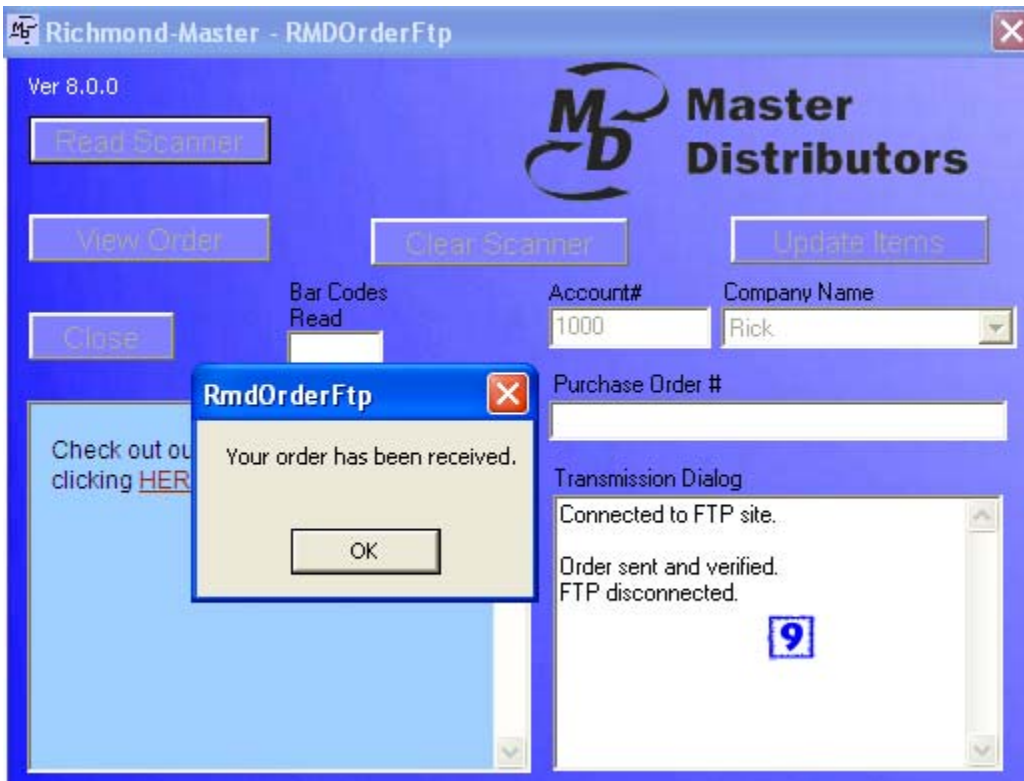 Richmond-Master - RMDOrderFtp
Ver 8.0.0
MD Master
Distributors
Read Scanner
View Order
Clear Scanner
Update Items
Close
Bar Codes
Read
Account#
1000
Company Name
Rick
Purchase Order #
RmdOrderFtp
Your order has been received.
OK
Check out ou
clicking HER
Transmission Dialog
Connected to FTP site.
Order sent and verified.
FTP disconnected.
9